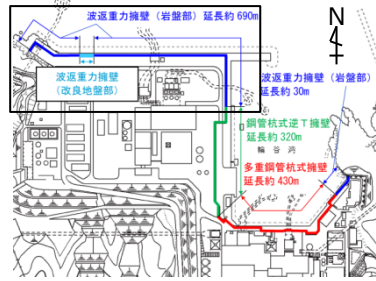 波返重力擁壁（岩盤部）延長約 690m
N
波返重力擁壁
（改良地盤部）
波返重力擁壁（岩盤部）
延長約 30m
鋼管杭式逆T擁壁
延長約 320m
輪谷湾
多重鋼管杭式擁壁
延長約 430m